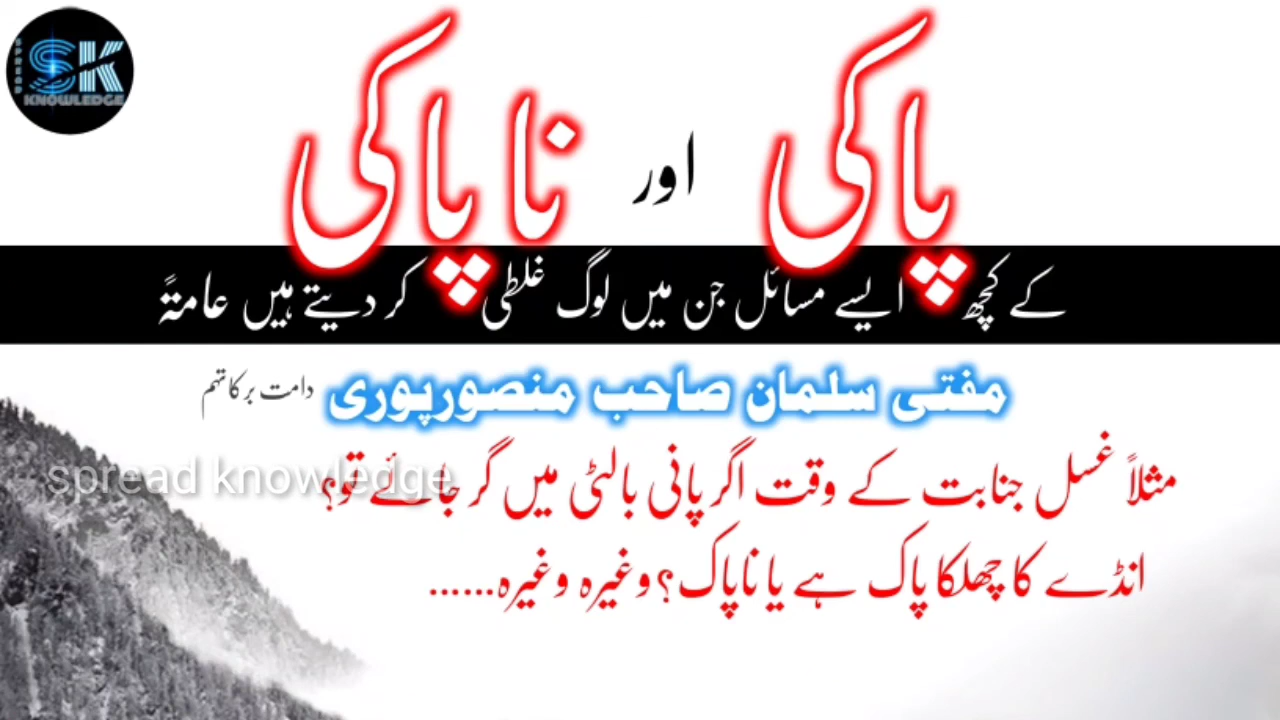 SPREAD
SK
KNOWLEDGE
پاکی اور ناپاکی
کے کچھ ایسے مسائل جن میں لوگ غلطی کر دیتے ہیں عامۃً
مفتی سلمان صاحب منصورپوری دامت برکاتہم
مثلاً غسل جنابت کے وقت اگر پانی بالٹی میں گر جائے تو؟
spread knowledge
انڈے کا چھلکا پاک ہے یا ناپاک؟ وغیرہ وغیرہ......